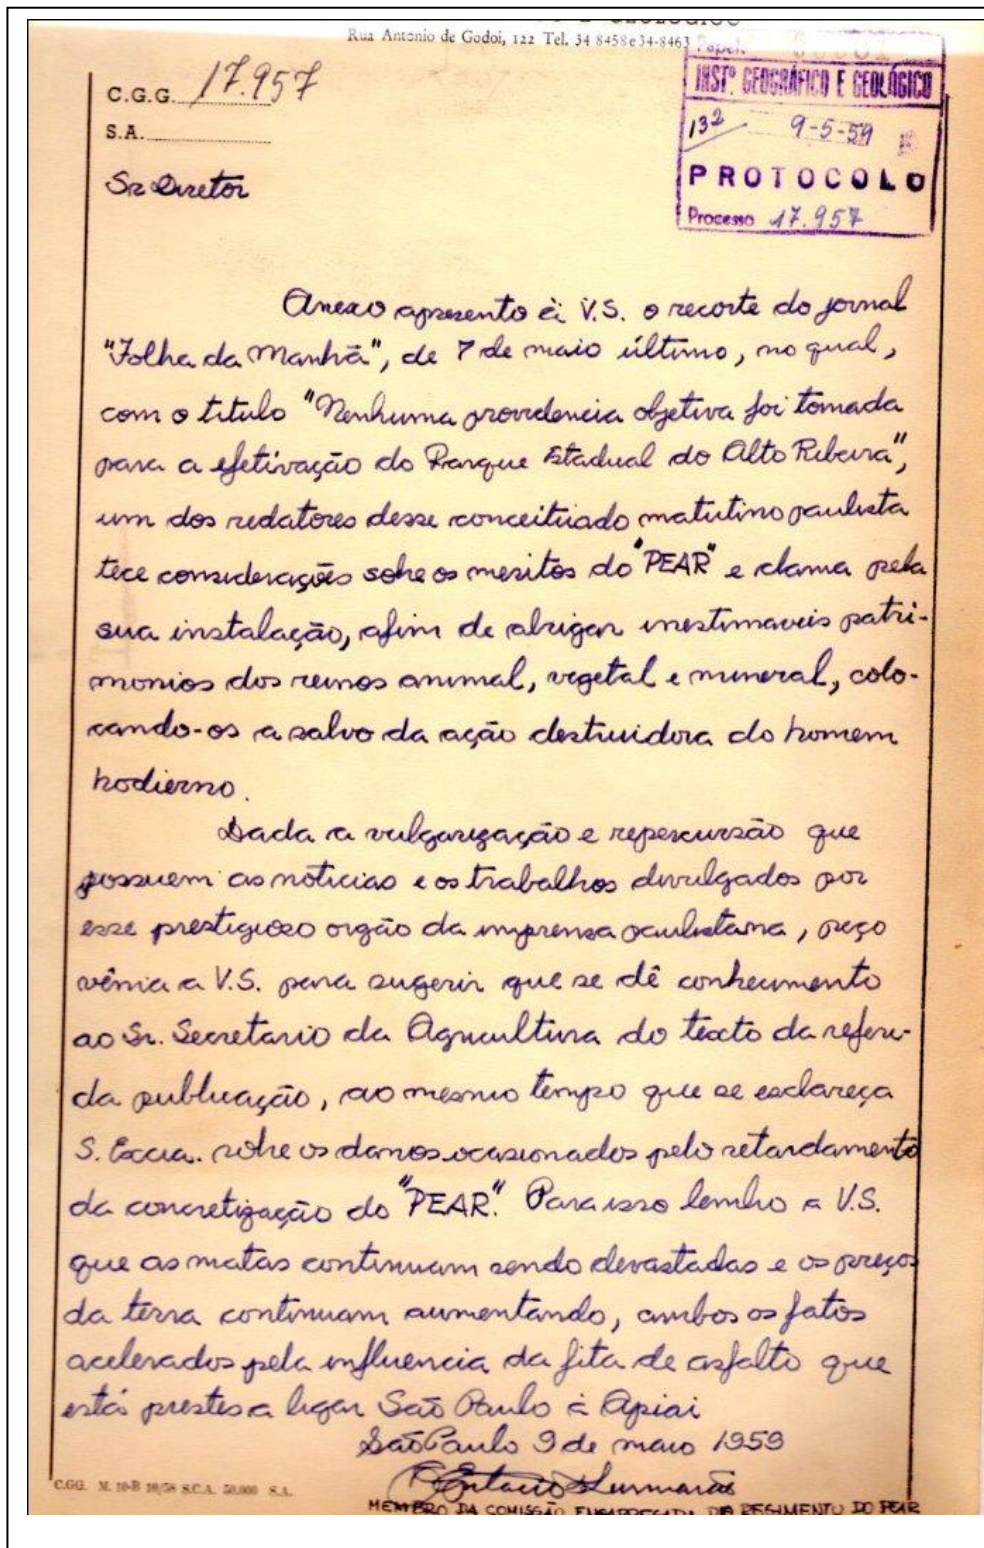 Rua Antonio de Godoi, 122 Tel. 34 8458 e 34-8463
C.G.G. 17.957
S.A.
Papel.
INSTº GEOGRÁFICO E GEOLÓGICO
132 9-5-59
PROTOCOLO
Processo 17.957
Sr Diretor
Anexo apresento à V.S. o recorte do jornal
"Folha da Manhã", de 7 de maio último, no qual,
com o titulo "Nenhuma providencia objetiva foi tomada
para a efetivação do Parque Estadual do Alto Ribeira",
um dos redatores desse conceituado matutino paulista
tece considerações sobre os meritos do "PEAR" e clama pela
sua instalação, afim de abrigar inestimaveis patri-
monios dos reinos animal, vegetal e mineral, colo-
cando-os a salvo da ação destruidora do homem
hodierno.
Dada a vulgarização e repercursão que
possuem as noticias e os trabalhos divulgados por
esse prestigioso orgão da imprensa paulistana, peço
vênia a V.S. para sugerir que se dê conhecimento
ao Sr. Secretario da Agricultura do texto da referi-
da publicação, ao mesmo tempo que se esclareça
S. Excia. sobre os danos ocasionados pelo retardamento
da concretização do "PEAR". Para isso lembro a V.S.
que as matas continuam sendo devastadas e os preços
da terra continuam aumentando, ambos os fatos
acelerados pela influencia da fita de asfalto que
está prestes a ligar São Paulo à Apiai
São Paulo 9 de maio 1959
MEMBRO DA COMISSÃO ENCARREGADA DO REGIMENTO DO PEAR
C.GG. M. 10-B 10/58 S.C.A. 50.000 S.A.